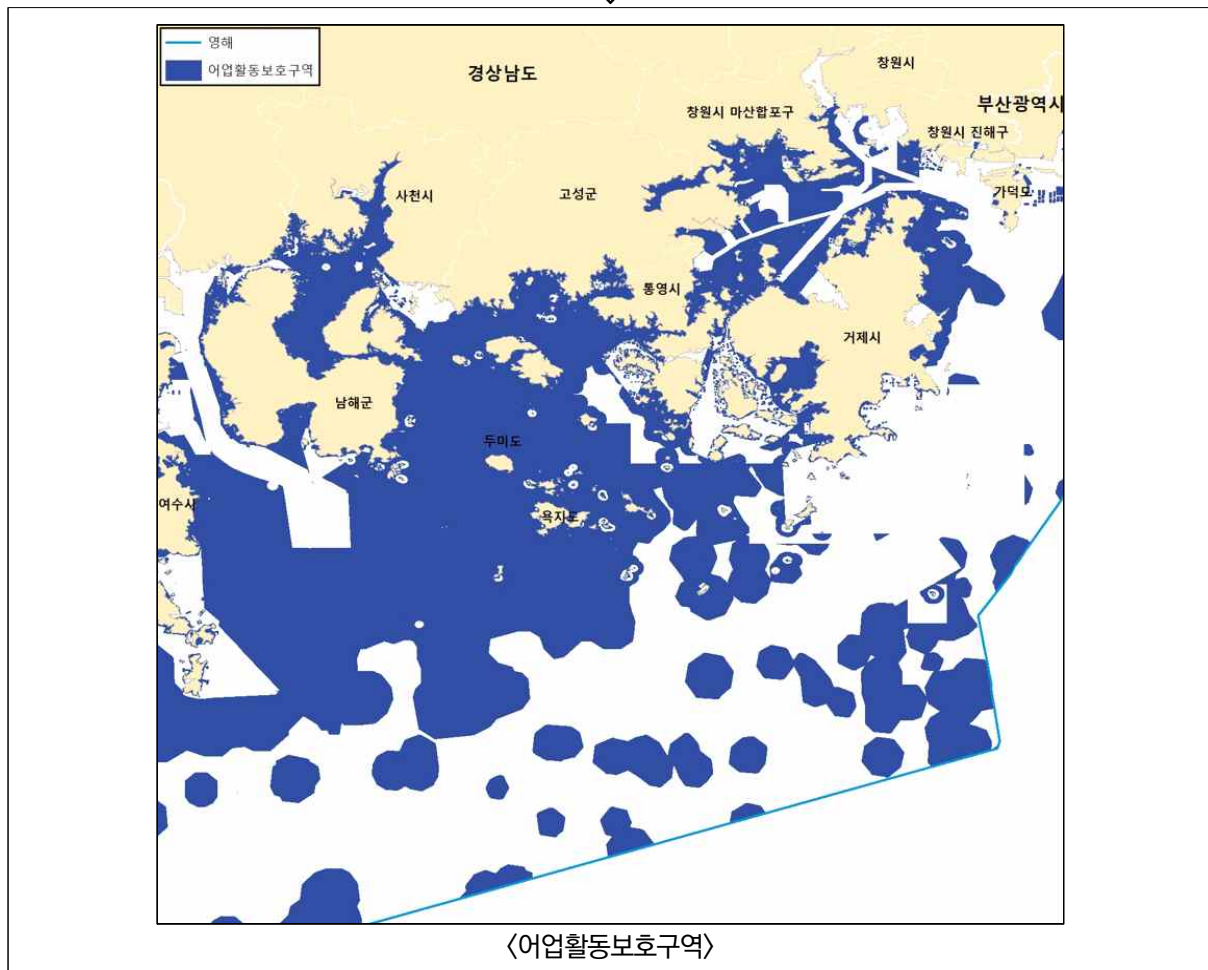 영해
어업활동보호구역
경상남도
창원시
부산광역시
창원시 마산합포구
창원시 진해구
가덕도
사천시
고성군
통영시
거제시
남해군
두미도
여수시
욕지도
〈어업활동보호구역〉